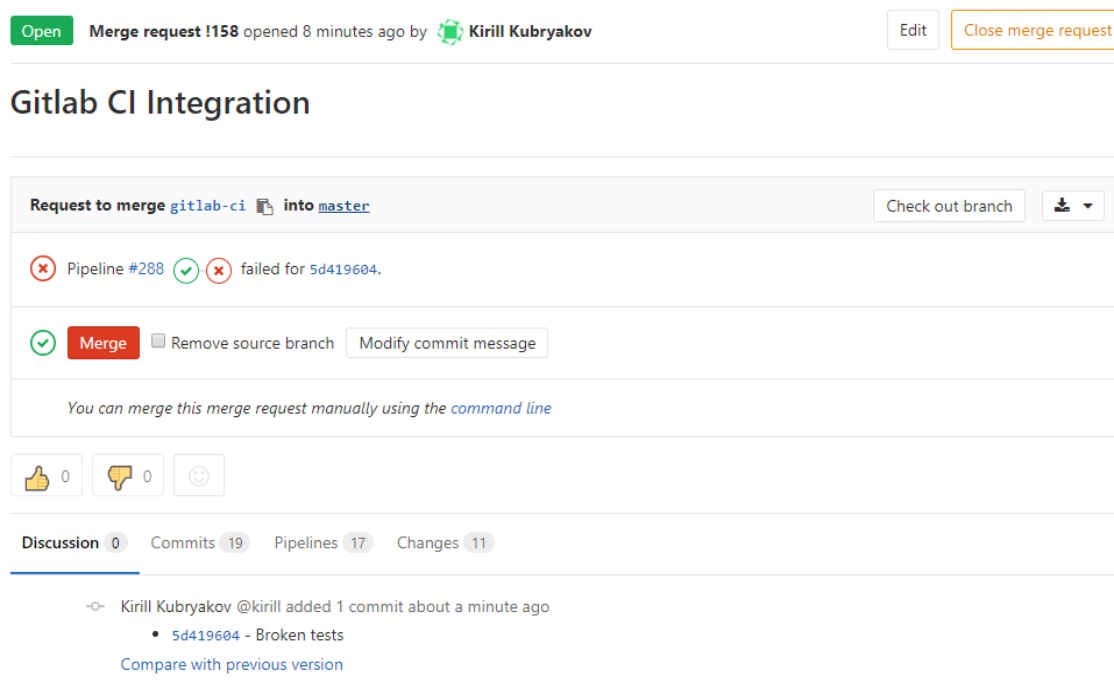 Open Merge request !158 opened 8 minutes ago by Kirill Kubryakov Edit Close merge request
Gitlab CI Integration
Request to merge gitlab-ci into master Check out branch
Pipeline #288 failed for 5d419604.
Merge Remove source branch Modify commit message
You can merge this merge request manually using the command line
0 0
Discussion 0 Commits 19 Pipelines 17 Changes 11
Kirill Kubryakov @kirill added 1 commit about a minute ago
• 5d419604 - Broken tests
Compare with previous version